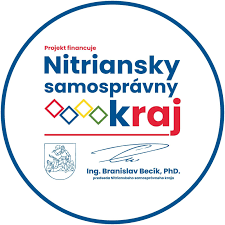 Projekt financuje
Nitriansky
samosprávny
kraj
Ing. Branislav Becík, PhD.
predseda Nitrianskeho samosprávneho kraja